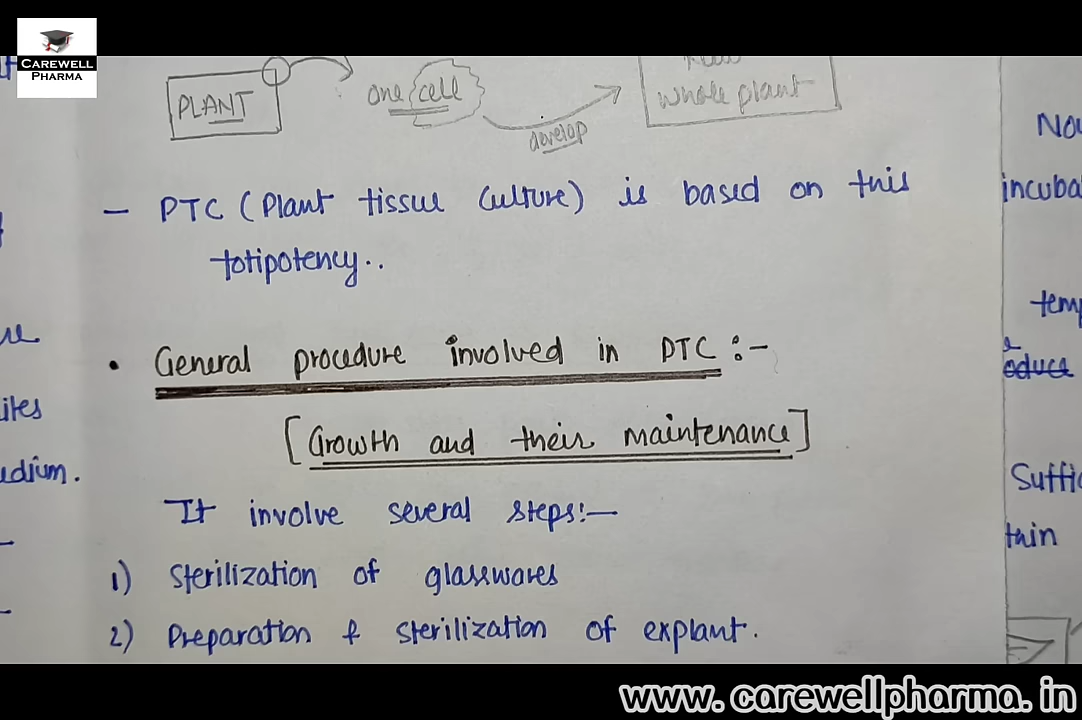 CAREWELL
PHARMA
PLANT
one cell
develop
whole plant
- PTC (Plant tissue Culture) is based on this
totipotency..
• General procedure involved in PTC :-
[Growth and their maintenance]
It involve several steps:-
1) Sterilization of glasswares
2) Preparation & sterilization of explant.
ites
edium.
Now
incuba
temp
Suffic
tain
www.carewellpharma.in